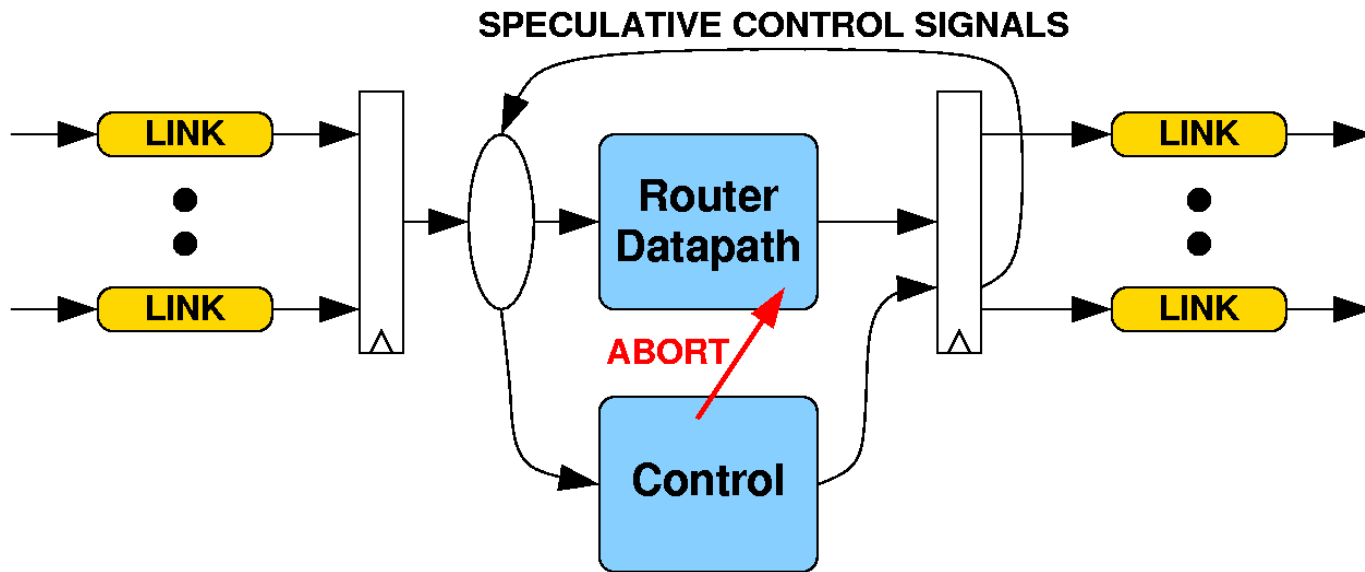 SPECULATIVE CONTROL SIGNALS
LINK
LINK
Router
Datapath
LINK
LINK
ABORT
Control